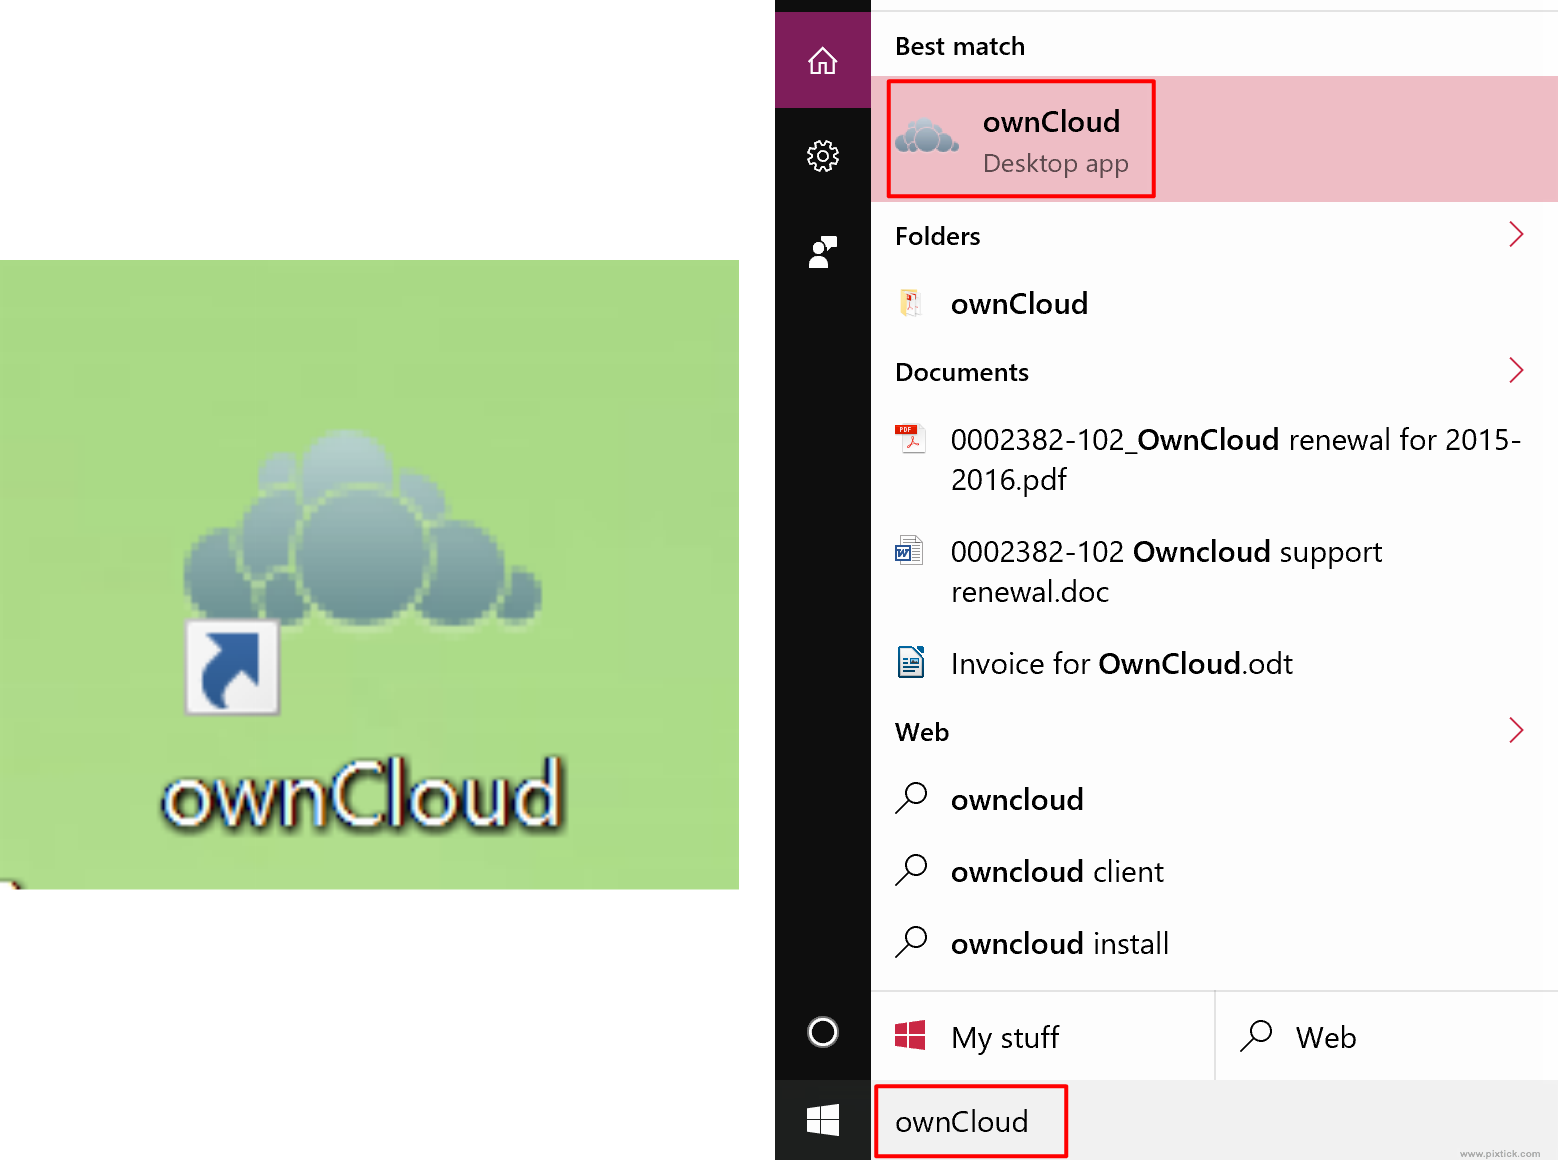 ownCloud
Best match
ownCloud
Desktop app
Folders
ownCloud
Documents
PDF
0002382-102_OwnCloud renewal for 2015-
2016.pdf
W
0002382-102 Owncloud support
renewal.doc
Invoice for OwnCloud.odt
Web
owncloud
owncloud client
owncloud install
My stuff
Web
ownCloud
www.pixtick.com